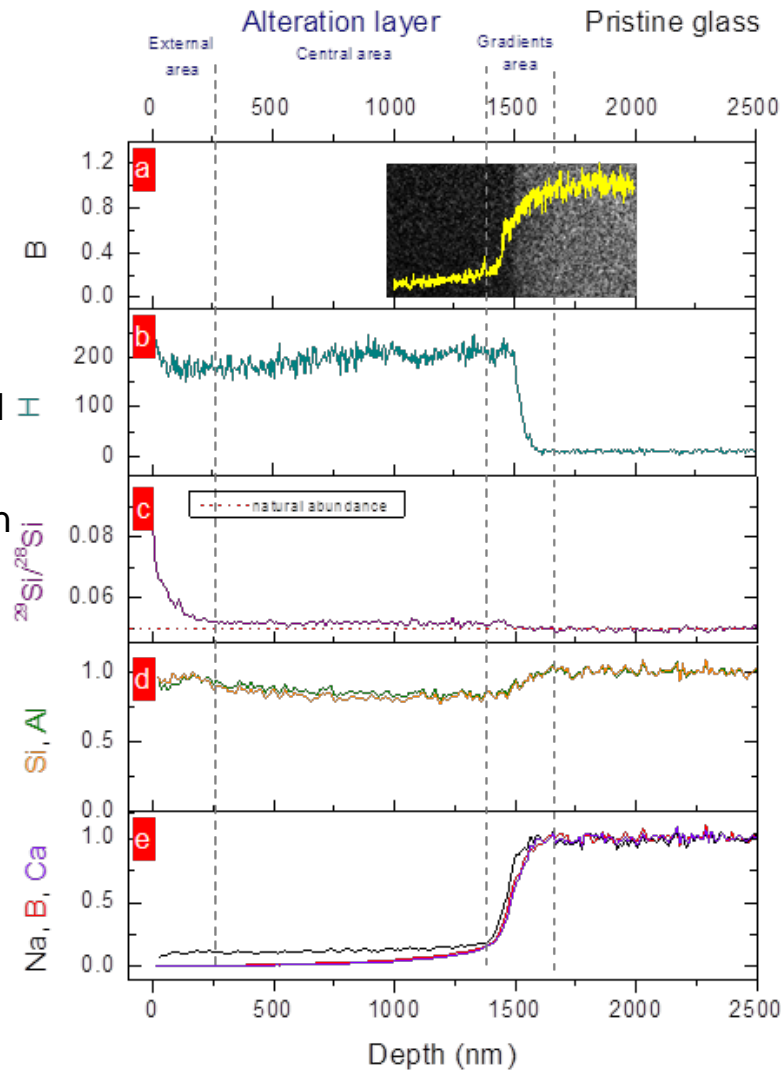 Alteration layer Pristine glass
External area Central area Gradients area
0 500 1000 1500 2000 2500
a
1.2
0.8
0.4
0.0
B
b
200
100
0
H
c
natural abundance
0.08
0.06
29Si/28Si
d
1.0
0.5
0.0
Si, Al
e
1.0
0.5
0.0
Na, B, Ca
0 500 1000 1500 2000 2500
Depth (nm)